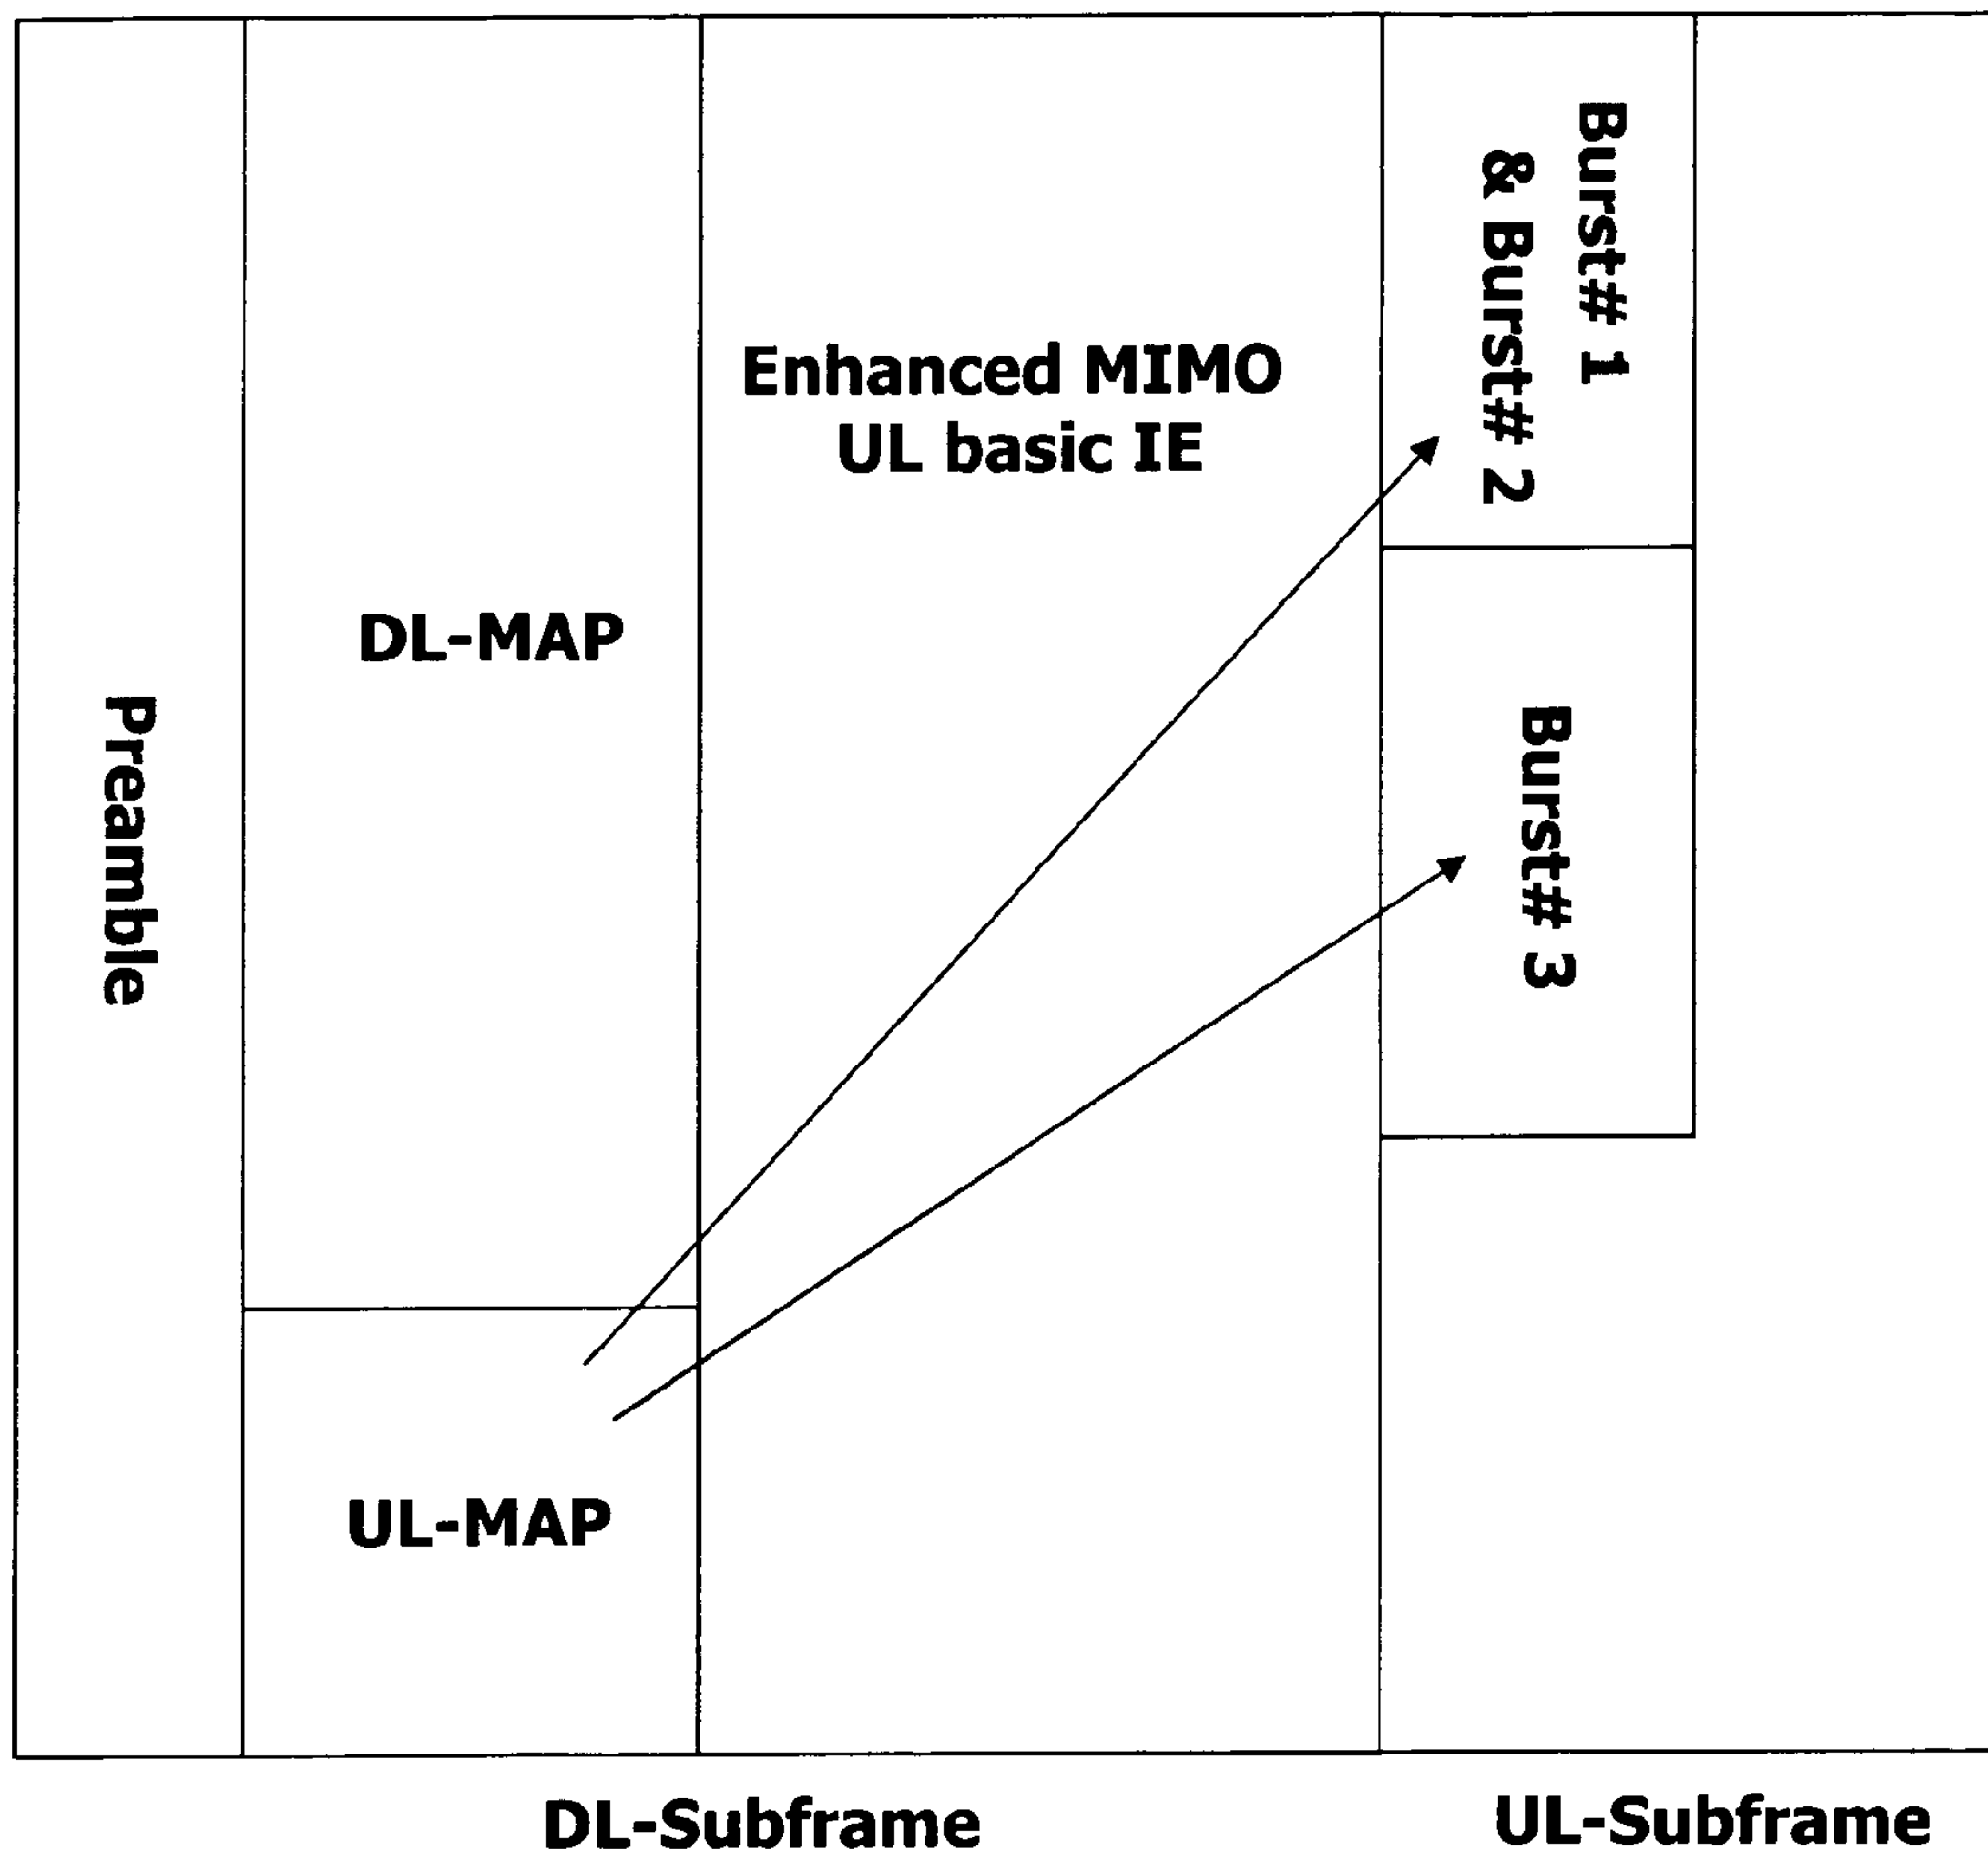 Preamble
DL-MAP
UL-MAP
Enhanced MIMO
UL basic IE
Burst# 1
& Burst# 2
Burst# 3
DL-Subframe
UL-Subframe